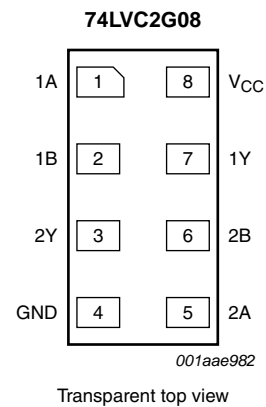 74LVC2G08
1A 1 8 VCC
1B 2 7 1Y
2Y 3 6 2B
GND 4 5 2A
001aae982
Transparent top view